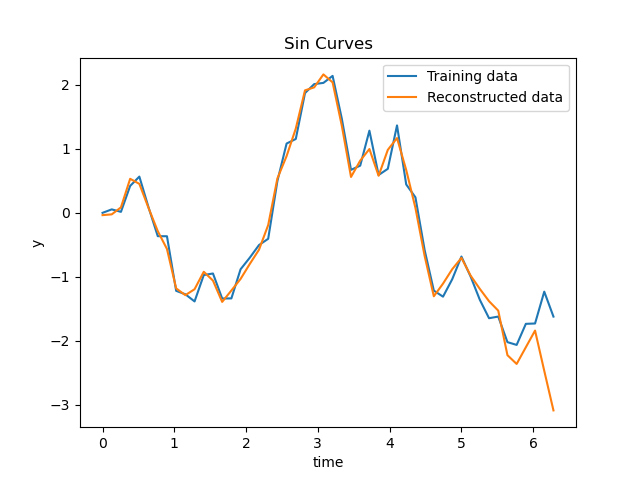 Sin Curves
Training data
Reconstructed data
2
1
0
−1
−2
−3
y
0 1 2 3 4 5 6
time